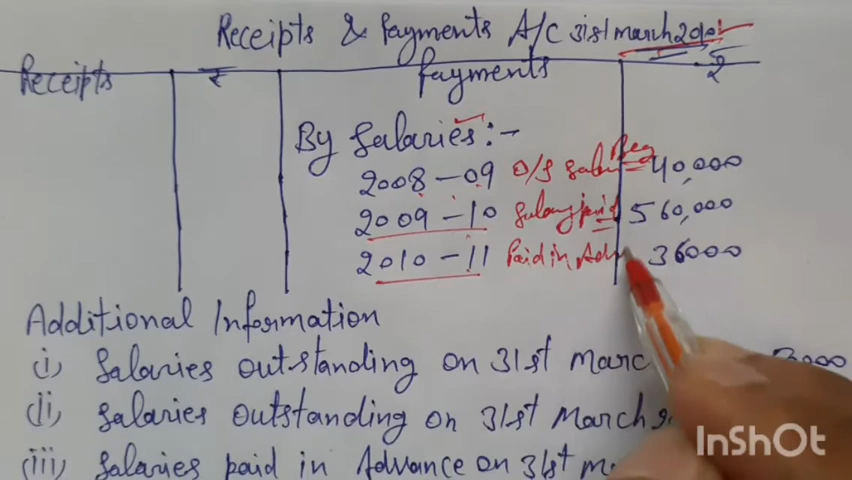 Receipts & Payments A/C 31st march 2010
Receipts ₹ Payments ₹
By Salaries :-
Beg
2008-09 O/S Salar 40,000
2009-10 Salary paid 560,000
2010-11 Paid in Adv 36000
Additional Information
(i) Salaries outstanding on 31st marc
(ii) Salaries outstanding on 31st March
(iii) Salaries paid in Advance on 31st m
InShOt